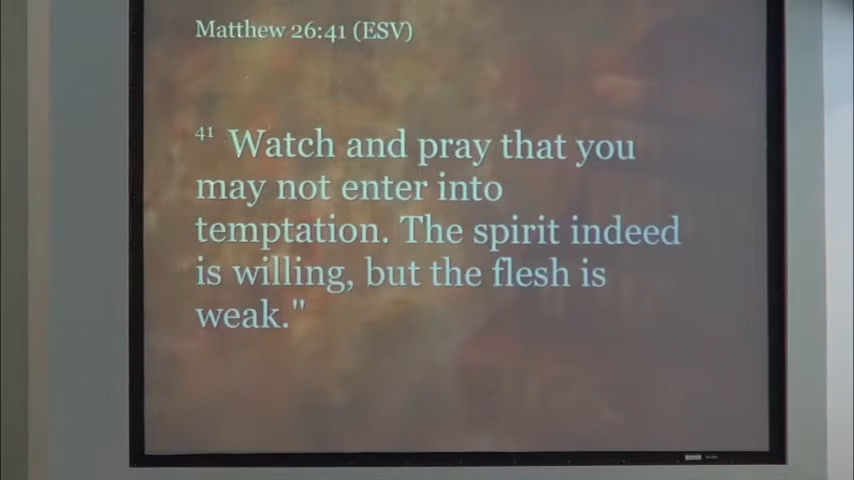 Matthew 26:41 (ESV)
41 Watch and pray that you
may not enter into
temptation. The spirit indeed
is willing, but the flesh is
weak."